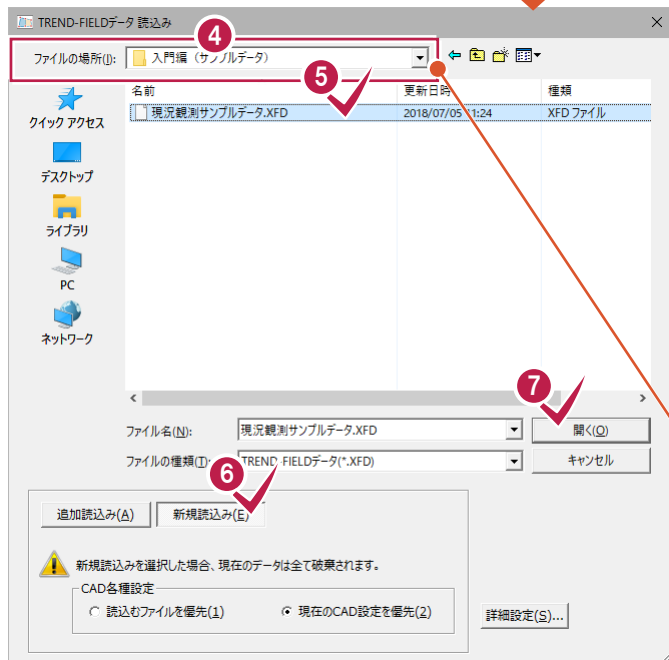 TREND-FIELDデータ 読込み
4
ファイルの場所(I): 入門編（サンプルデータ）
5
名前 更新日時 種類
現況観測サンプルデータ.XFD 2018/07/05 11:24 XFD ファイル
クイック アクセス
デスクトップ
ライブラリ
PC
ネットワーク
7
ファイル名(N): 現況観測サンプルデータ.XFD 開く(O)
ファイルの種類(T): TREND-FIELDデータ(*.XFD) キャンセル
6
追加読込み(A) 新規読込み(E)
新規読込みを選択した場合、現在のデータは全て破棄されます。
CAD各種設定
読込むファイルを優先(1) 現在のCAD設定を優先(2) 詳細設定(S)...